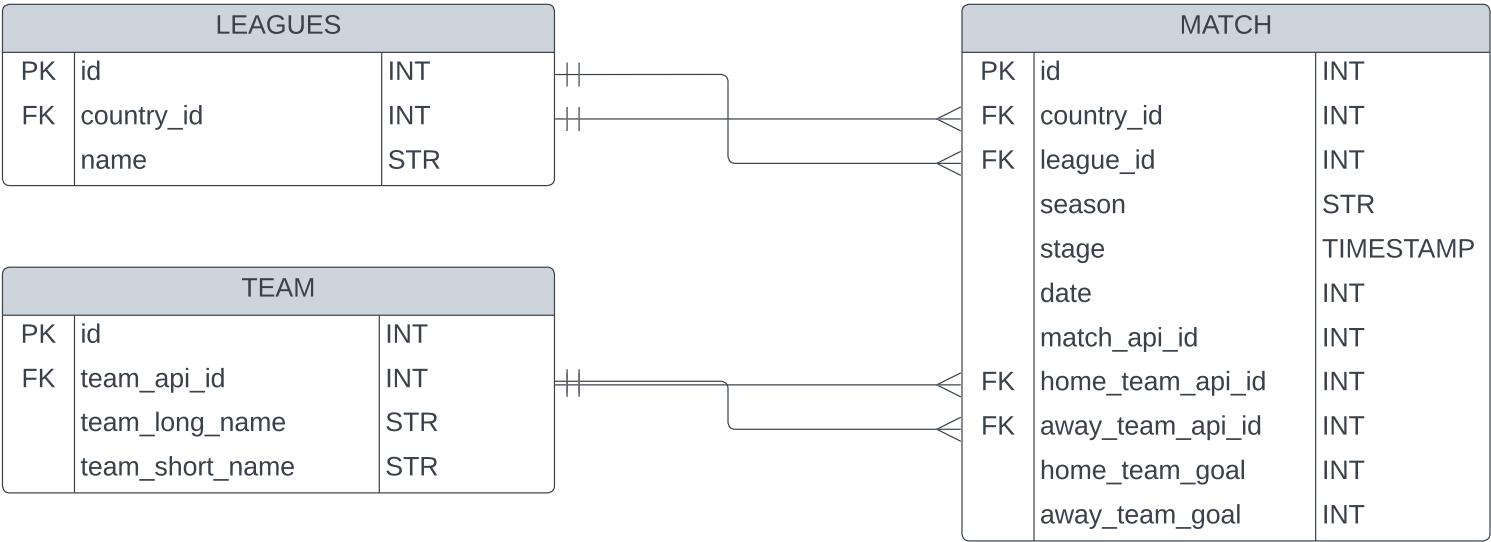 LEAGUES
PK id INT
FK country_id INT
name STR
TEAM
PK id INT
FK team_api_id INT
team_long_name STR
team_short_name STR
MATCH
PK id INT
FK country_id INT
FK league_id INT
season STR
stage TIMESTAMP
date INT
match_api_id INT
FK home_team_api_id INT
FK away_team_api_id INT
home_team_goal INT
away_team_goal INT